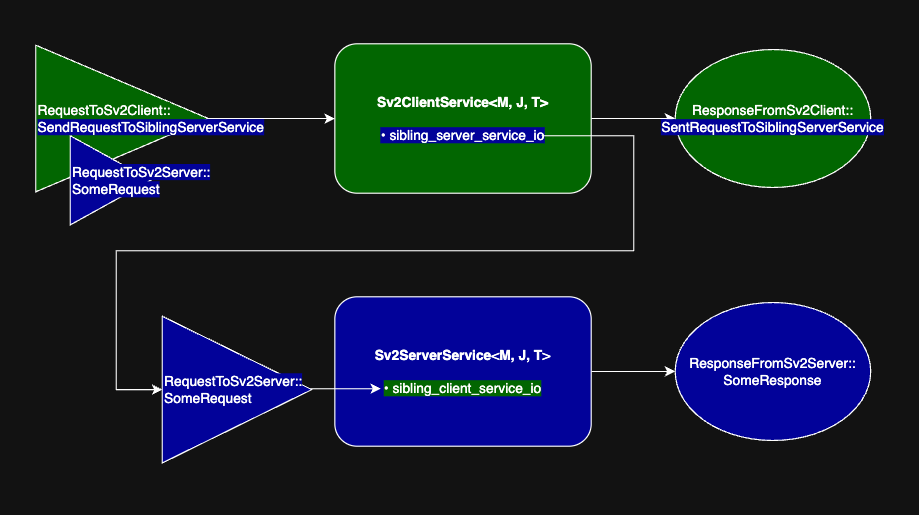 RequestToSv2Client::
SendRequestToSiblingServerService
RequestToSv2Server::
SomeRequest
Sv2ClientService<M, J, T>
• sibling_server_service_io
ResponseFromSv2Client::
SentRequestToSiblingServerService
RequestToSv2Server::
SomeRequest
Sv2ServerService<M, J, T>
• sibling_client_service_io
ResponseFromSv2Server::
SomeResponse